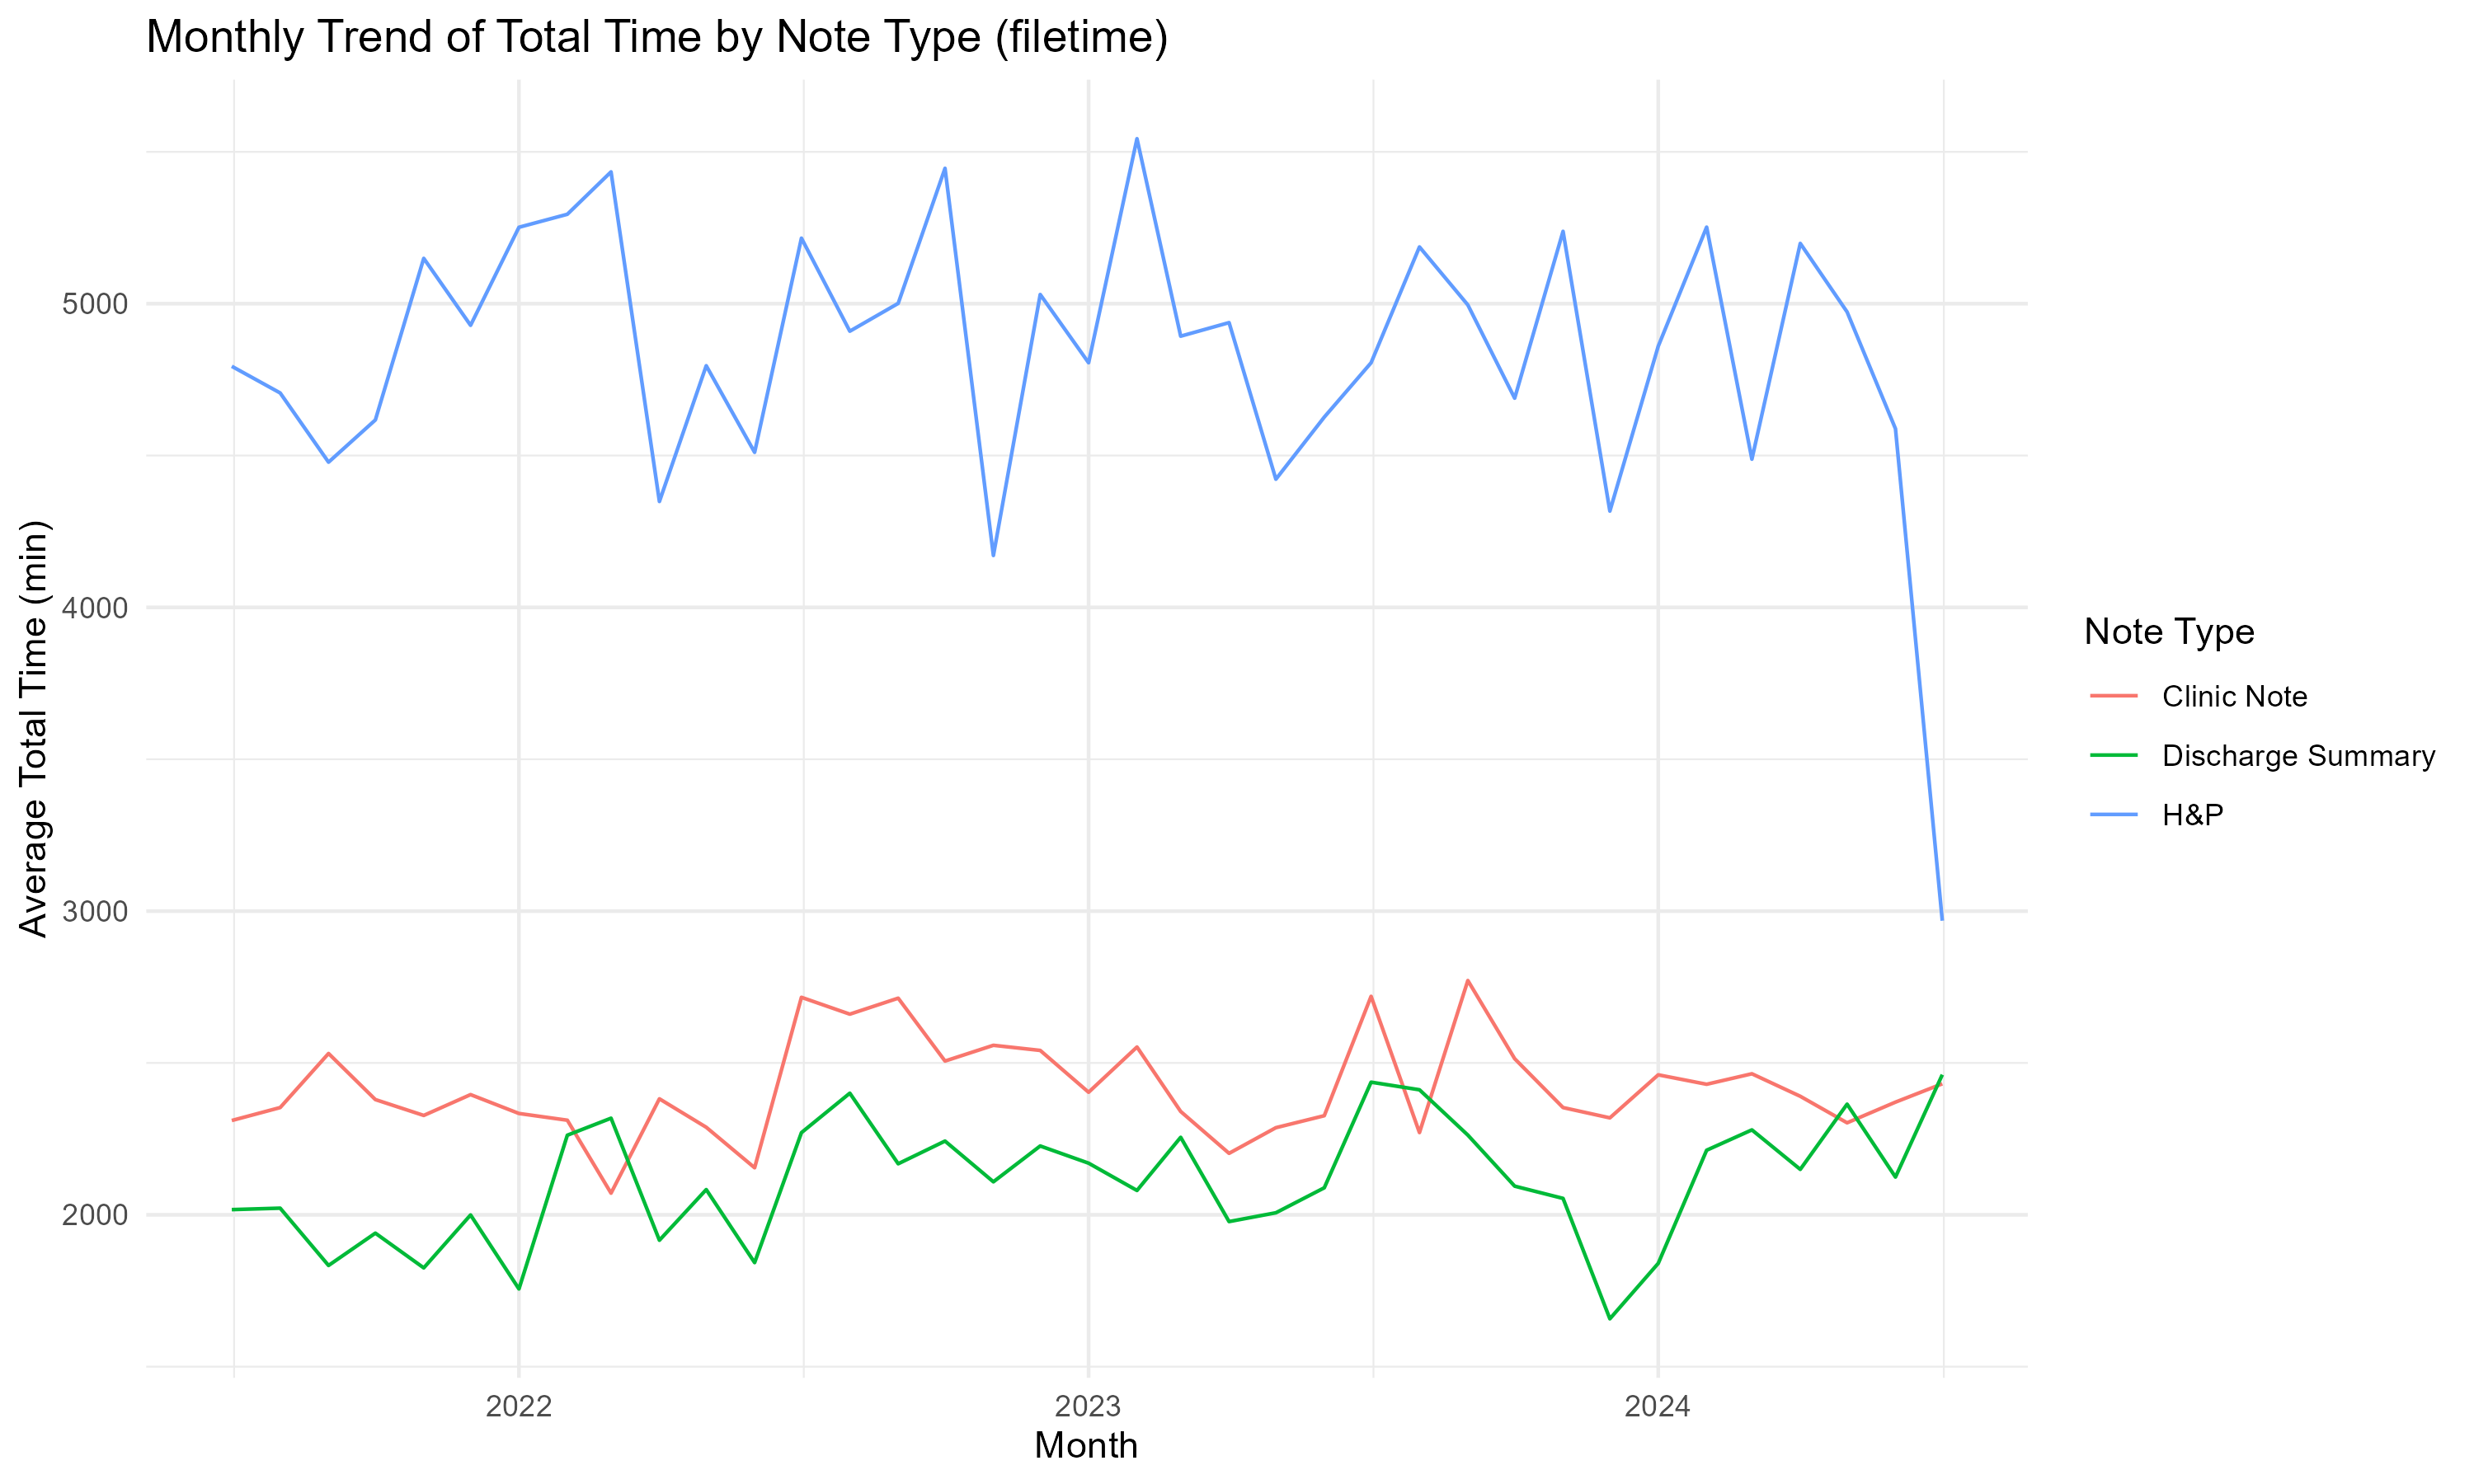 Monthly Trend of Total Time by Note Type (filetime)
Average Total Time (min)
5000
4000
3000
2000
2022
2023
2024
Month
Note Type
Clinic Note
Discharge Summary
H&P